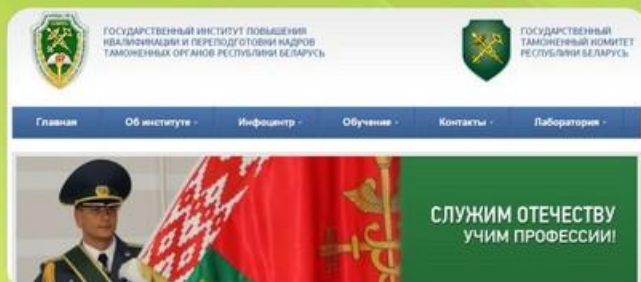 ГОСУДАРСТВЕННЫЙ ИНСТИТУТ ПОВЫШЕНИЯ
КВАЛИФИКАЦИИ И ПЕРЕПОДГОТОВКИ КАДРОВ
ТАМОЖЕННЫХ ОРГАНОВ РЕСПУБЛИКИ БЕЛАРУСЬ
ГОСУДАРСТВЕННЫЙ
ТАМОЖЕННЫЙ КОМИТЕТ
РЕСПУБЛИКИ БЕЛАРУСЬ
Главная Об институте Инфоцентр Обучение Контакты Лаборатория
СЛУЖИМ ОТЕЧЕСТВУ
УЧИМ ПРОФЕССИИ!